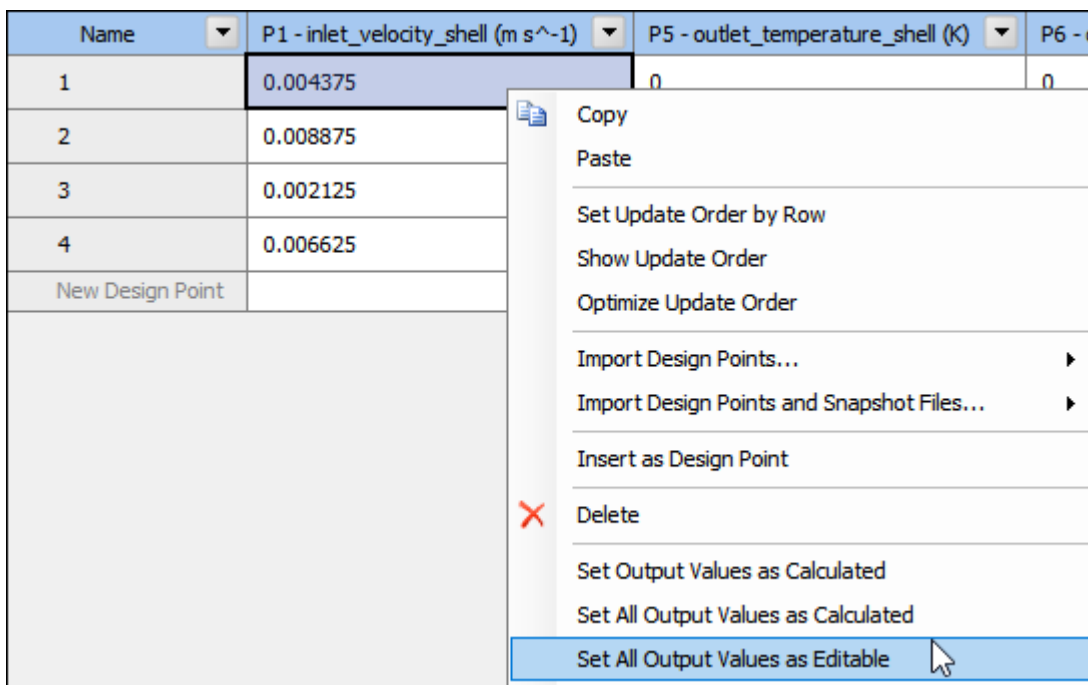 Name P1 - inlet_velocity_shell (m s^-1) P5 - outlet_temperature_shell (K) P6 -
1 0.004375 0 0
2 0.008875
3 0.002125
4 0.006625
New Design Point
Copy
Paste
Set Update Order by Row
Show Update Order
Optimize Update Order
Import Design Points...
Import Design Points and Snapshot Files...
Insert as Design Point
Delete
Set Output Values as Calculated
Set All Output Values as Calculated
Set All Output Values as Editable